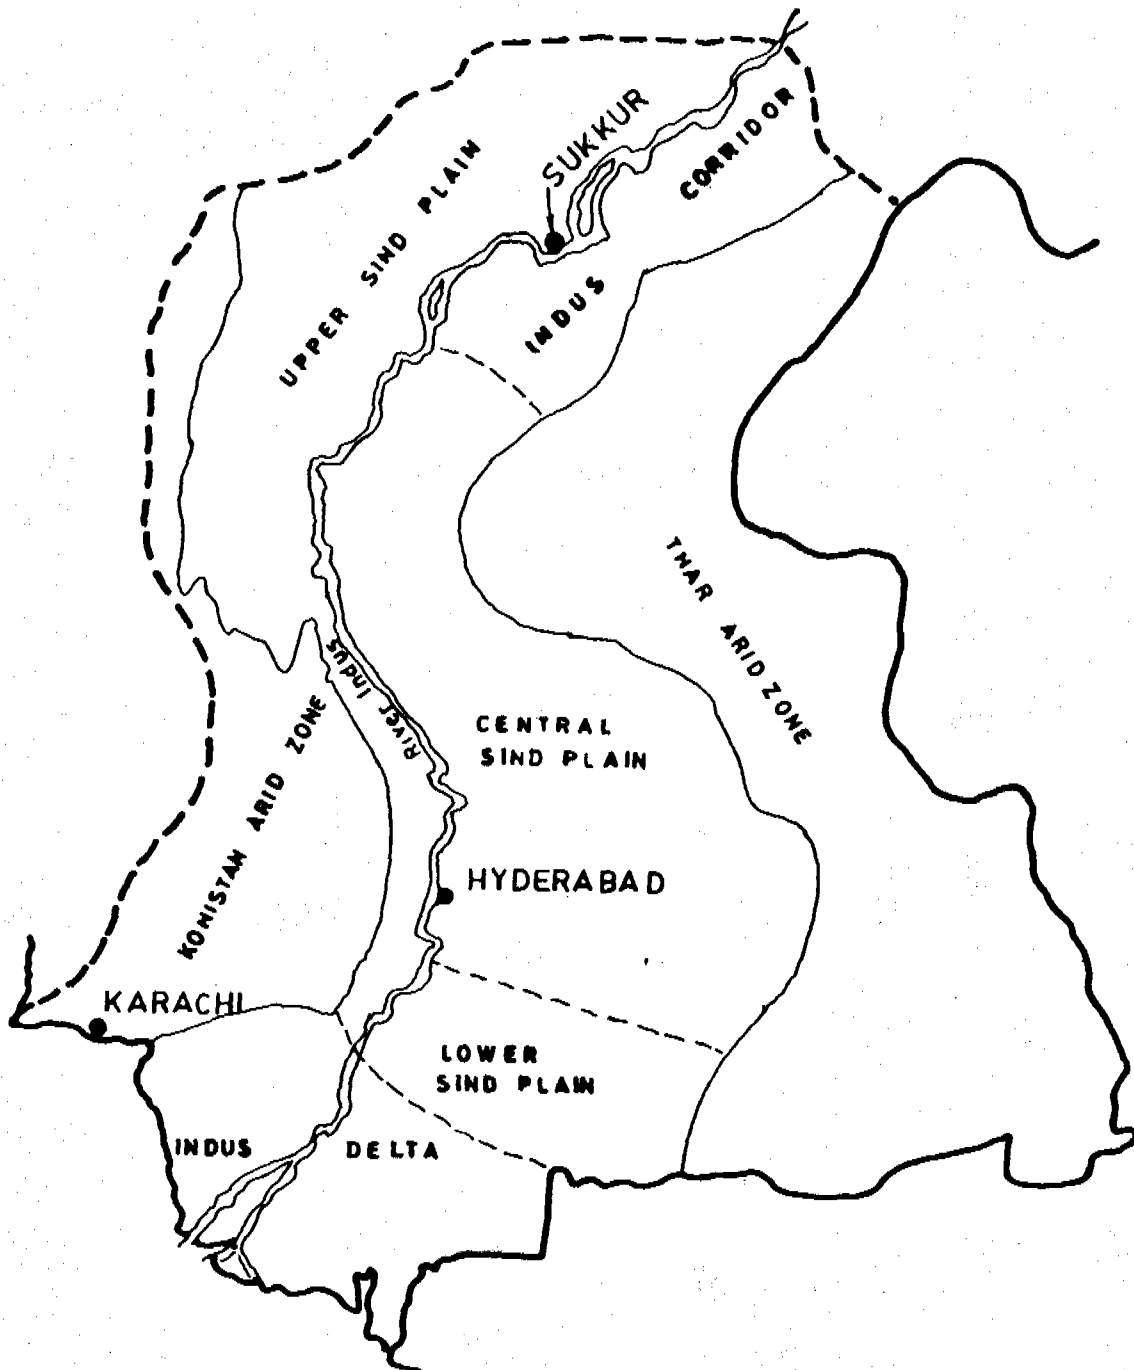 SUKKUR
CORRIDOR
UPPER SIND PLAIN
INDUS
THAR ARID ZONE
River Indus
KOHISTAN ARID ZONE
CENTRAL
SIND PLAIN
HYDERABAD
KARACHI
LOWER
SIND PLAIN
INDUS DELTA